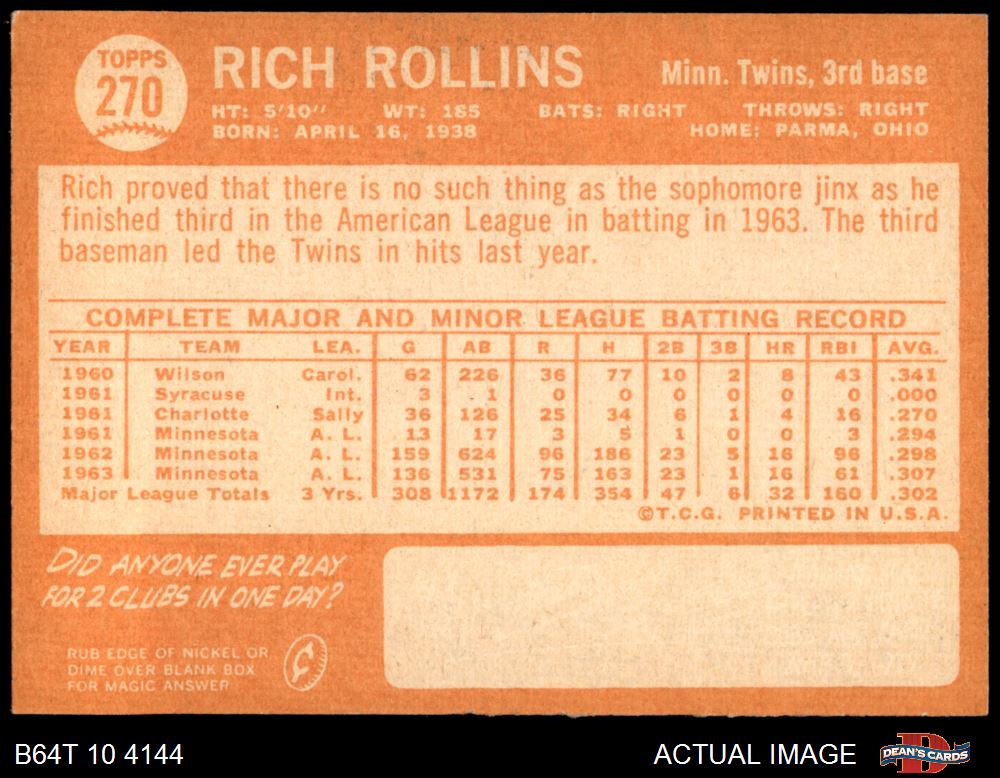 TOPPS
270
RICH ROLLINS
Minn. Twins, 3rd base
HT: 5'10" WT: 185 BATS: RIGHT THROWS: RIGHT
BORN: APRIL 16, 1938 HOME: PARMA, OHIO
Rich proved that there is no such thing as the sophomore jinx as he
finished third in the American League in batting in 1963. The third
baseman led the Twins in hits last year.
COMPLETE MAJOR AND MINOR LEAGUE BATTING RECORD
YEAR TEAM LEA. G AB R H 2B 3B HR RBI AVG.
1960 Wilson Carol. 62 226 36 77 10 2 8 43 .341
1961 Syracuse Int. 3 1 0 0 0 0 0 0 .000
1961 Charlotte Sally 36 126 25 34 6 1 4 16 .270
1961 Minnesota A. L. 13 17 3 5 1 0 0 3 .294
1962 Minnesota A. L. 159 624 96 186 23 5 16 96 .298
1963 Minnesota A. L. 136 531 75 163 23 1 16 61 .307
Major League Totals 3 Yrs. 308 1172 174 354 47 6 32 160 .302
©T.C.G. PRINTED IN U.S.A.
DID ANYONE EVER PLAY
FOR 2 CLUBS IN ONE DAY?
RUB EDGE OF NICKEL OR
DIME OVER BLANK BOX
FOR MAGIC ANSWER
¢
B64T 10 4144
ACTUAL IMAGE
DEAN'S CARDS